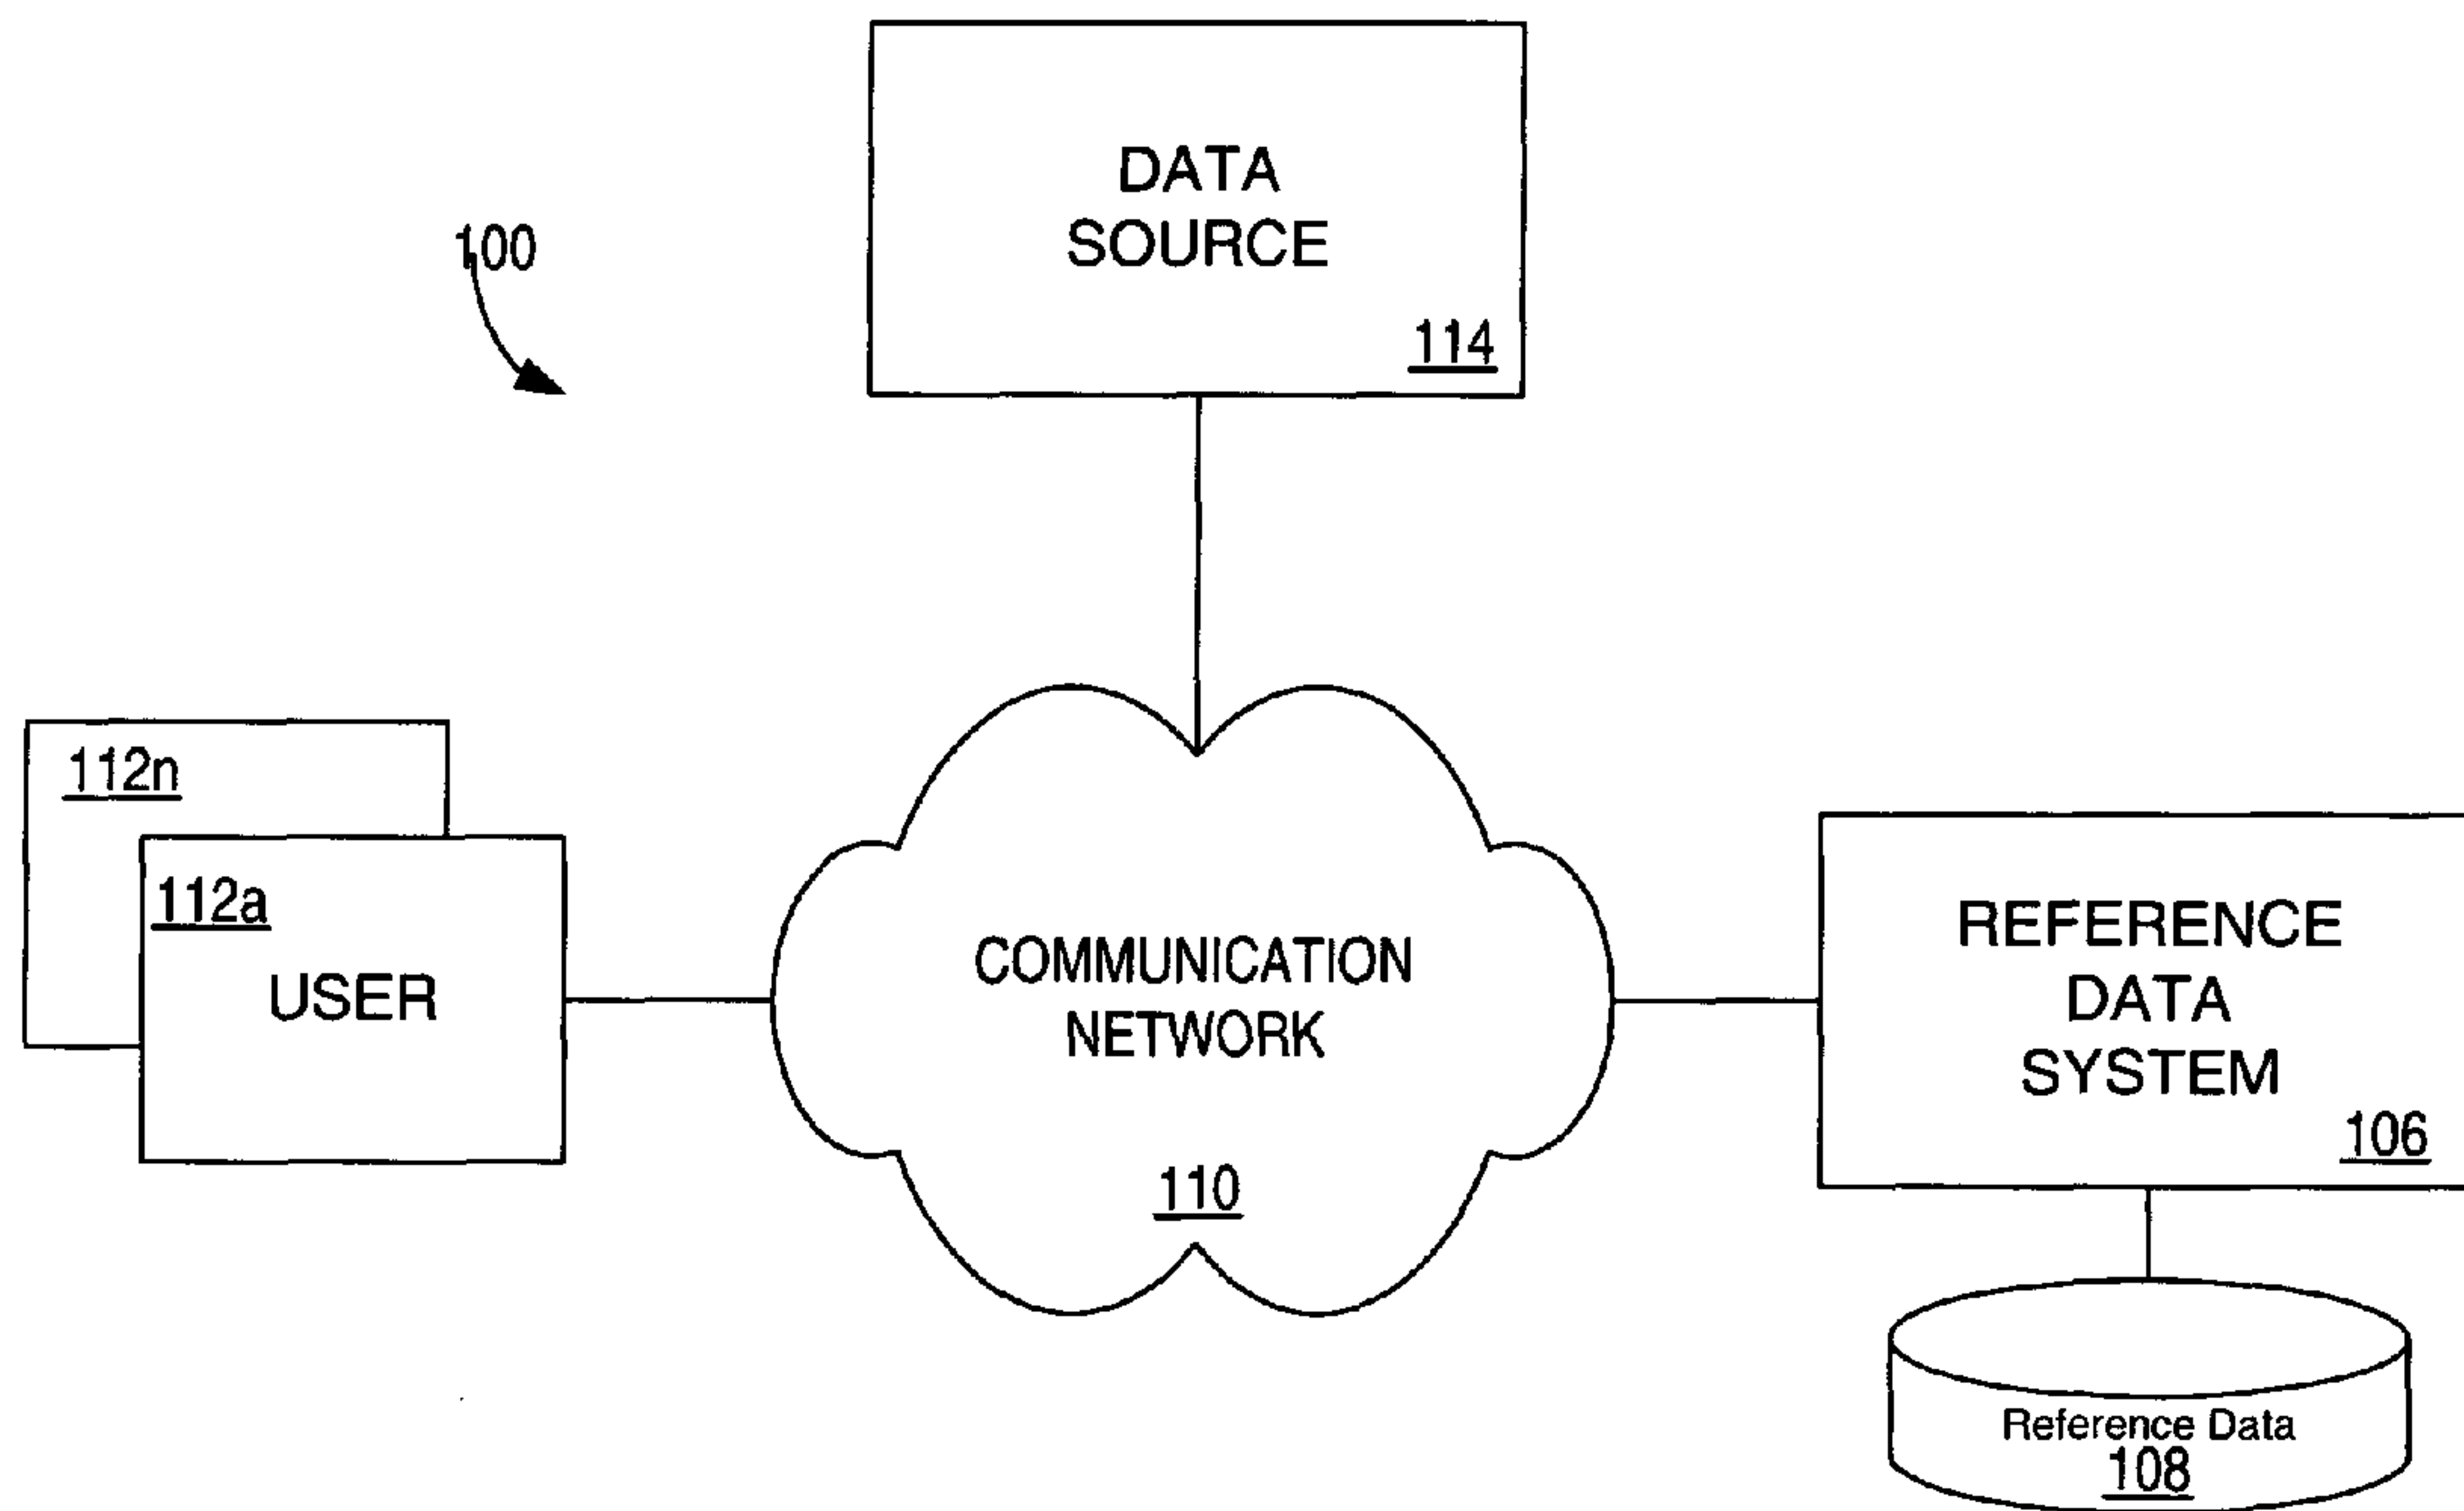 DATA
SOURCE
114
100
112n
112a
USER
COMMUNICATION
NETWORK
110
REFERENCE
DATA
SYSTEM
106
Reference Data
108